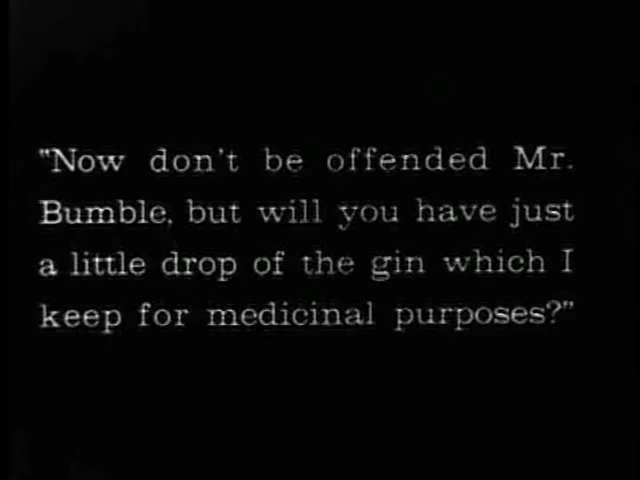 "Now don't be offended Mr.
Bumble, but will you have just
a little drop of the gin which I
keep for medicinal purposes?"